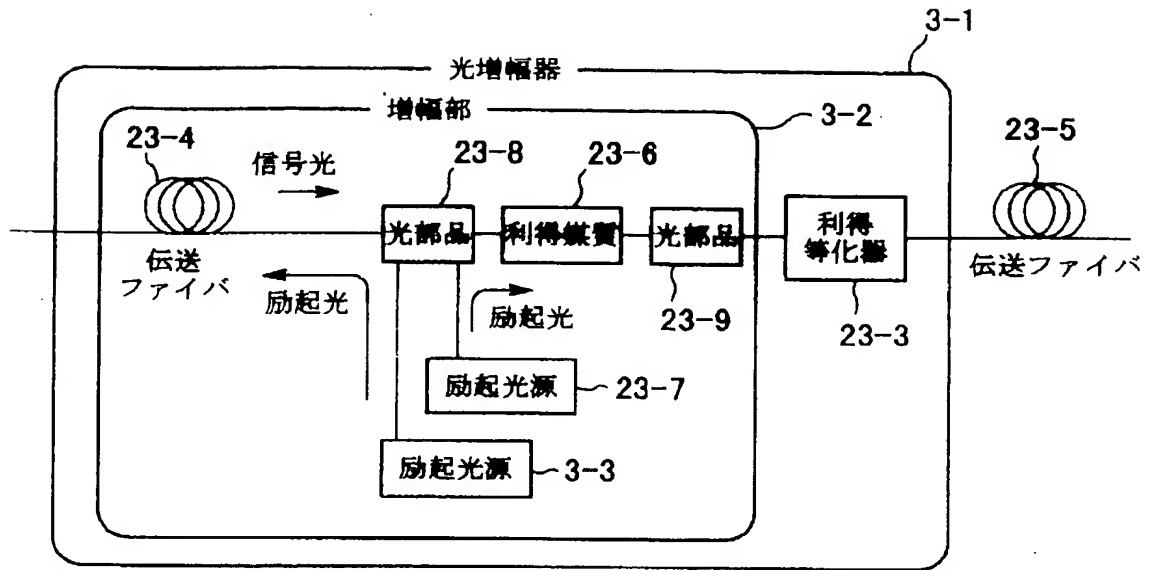 3-1
光増幅器
増幅部
3-2
23-4
信号光
23-8
23-6
23-5
光部品
利得媒質
光部品
利得
等化器
伝送
ファイバ
伝送ファイバ
励起光
励起光
23-9
23-3
励起光源
23-7
励起光源
3-3